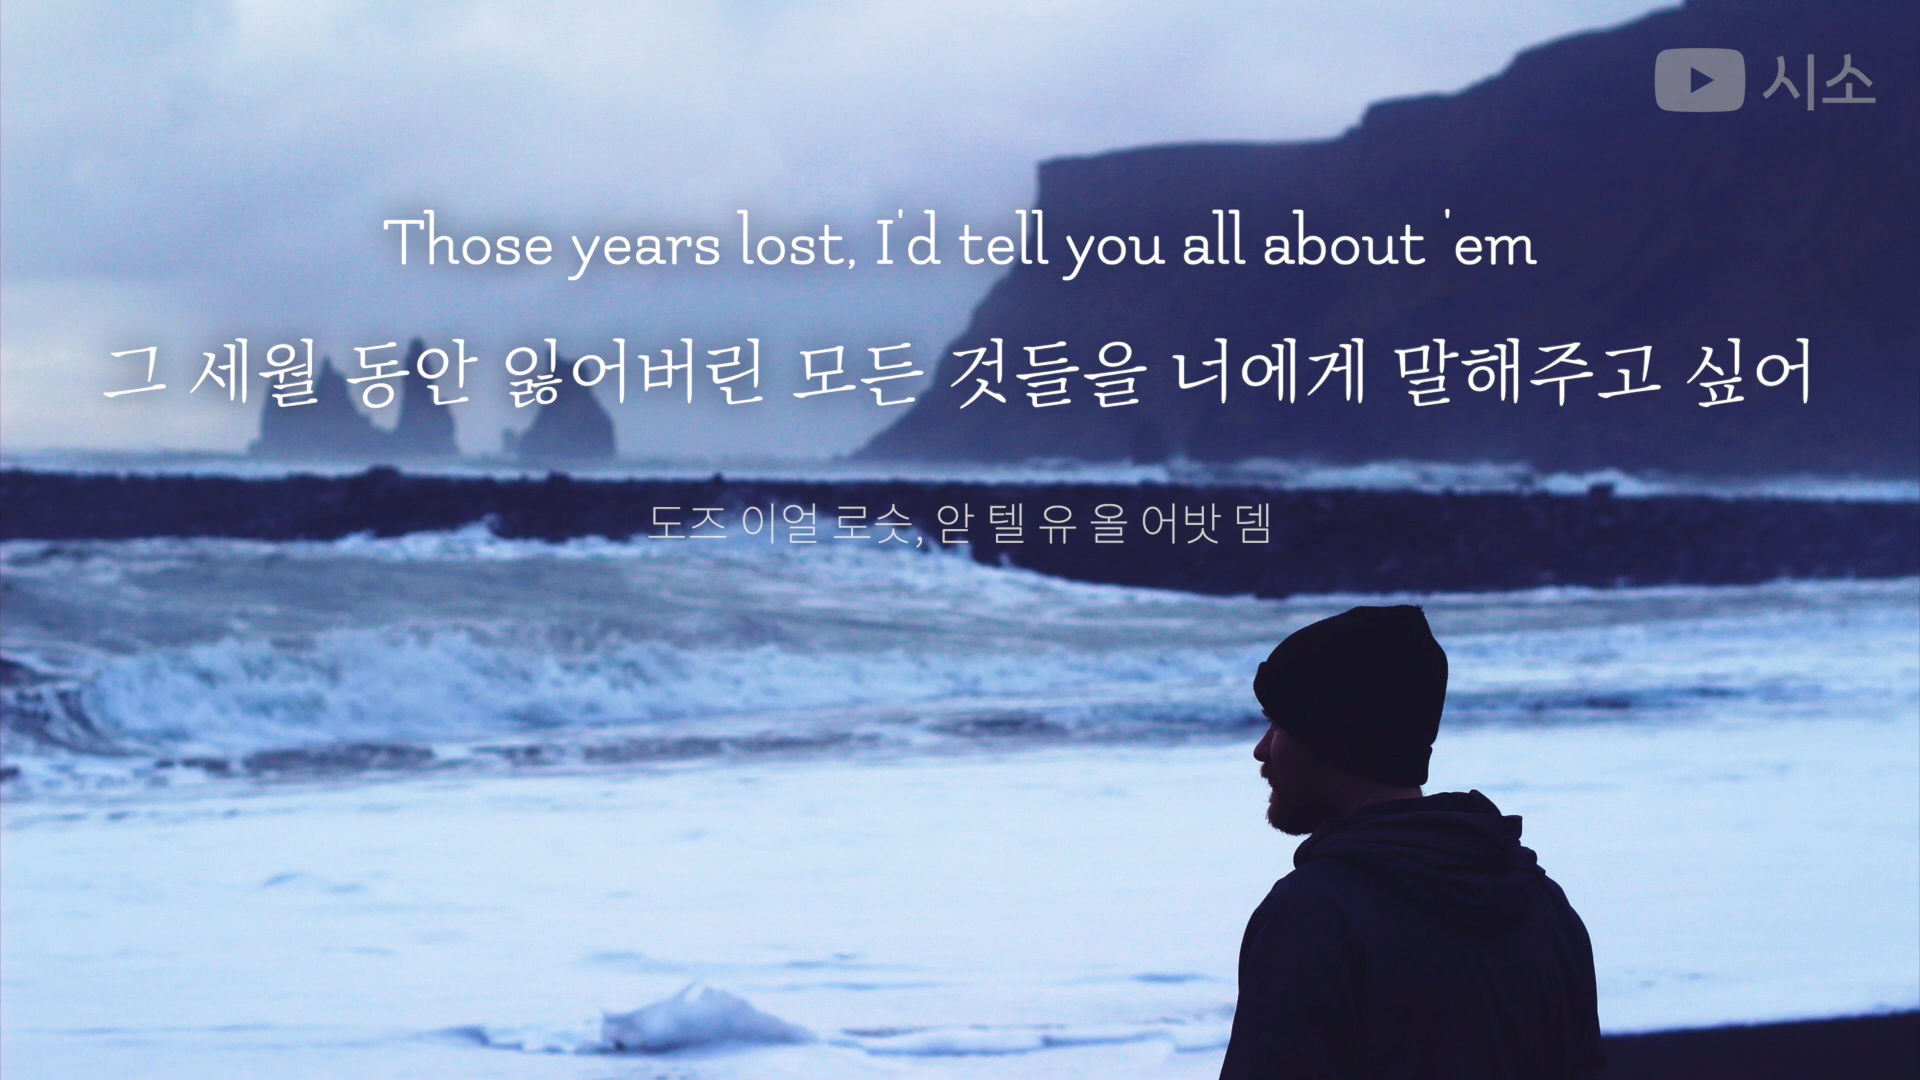 시소
Those years lost, I'd tell you all about 'em
그 세월 동안 잃어버린 모든 것들을 너에게 말해주고 싶어
도즈 이얼 로슷, 앋 텔 유 올 어밧 뎀